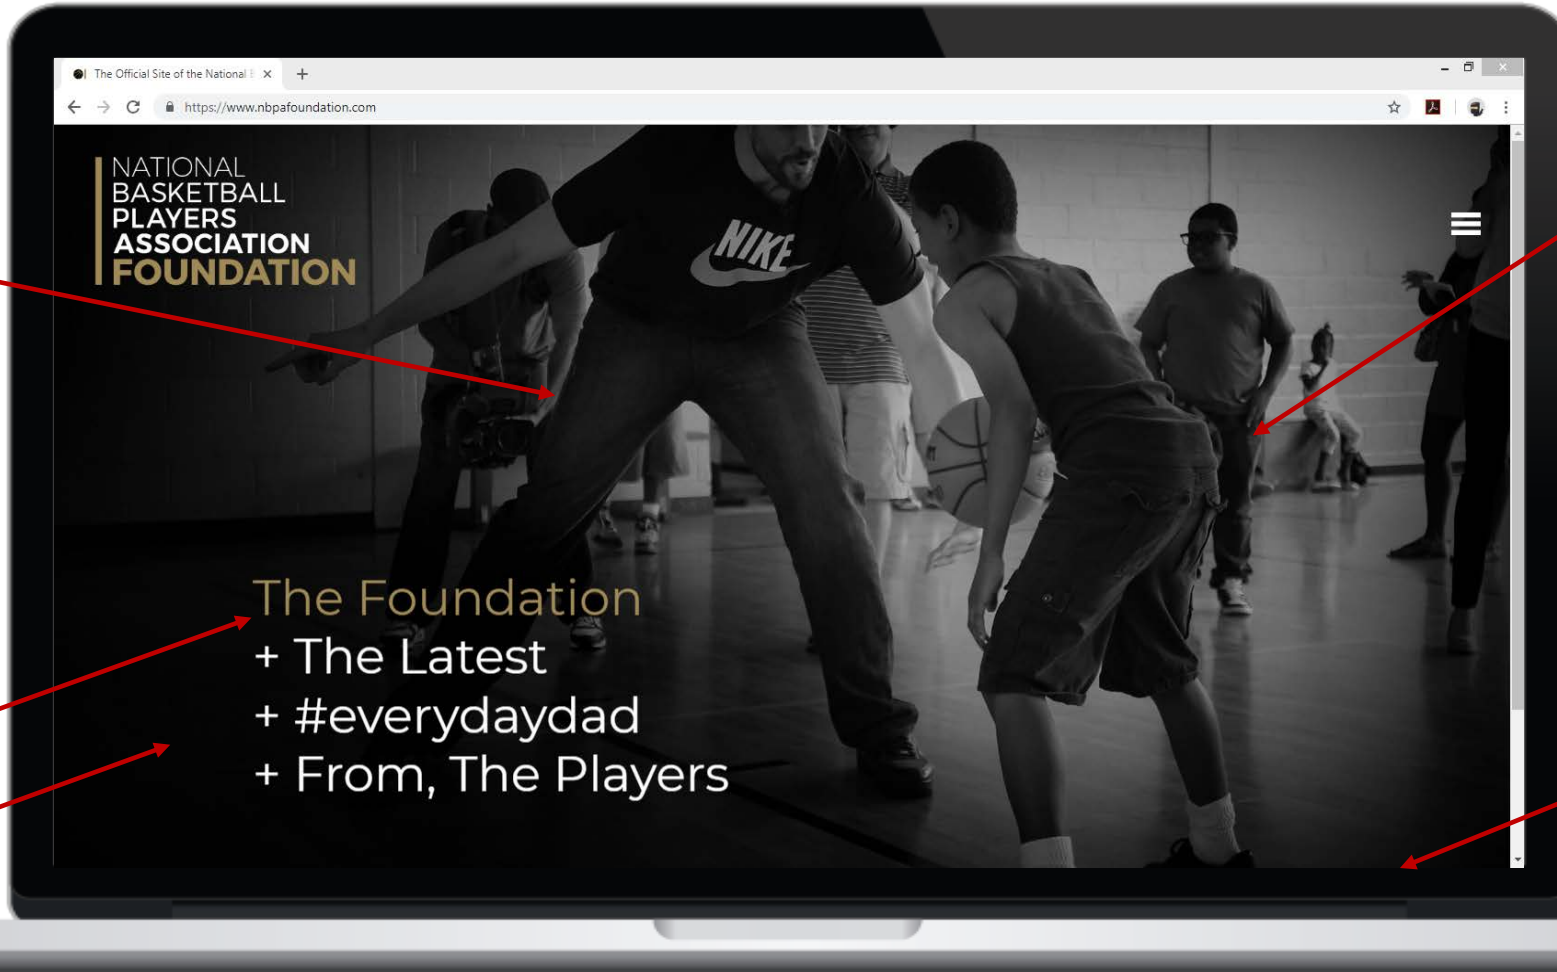 The Official Site of the National
https://www.nbpafoundation.com
NATIONAL
BASKETBALL
PLAYERS
ASSOCIATION
FOUNDATION
NIKE
The Foundation
+ The Latest
+ #everydaydad
+ From, The Players